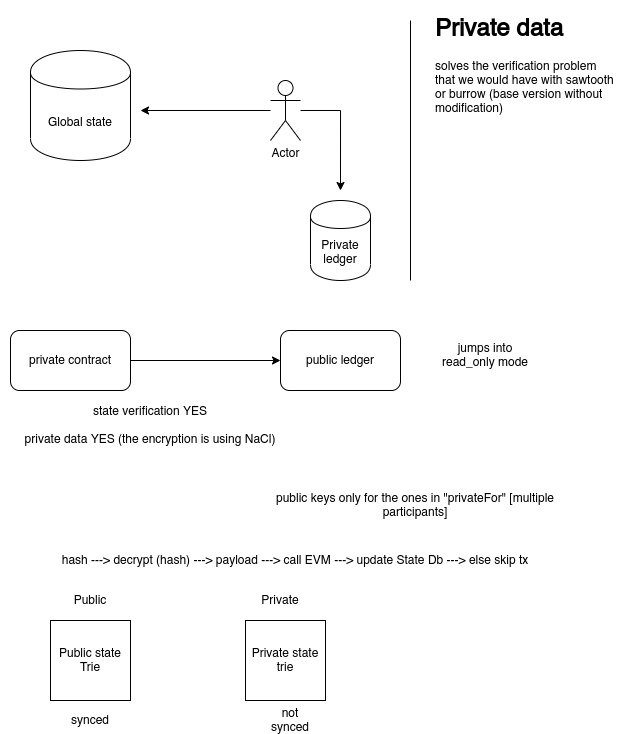 Private data
solves the verification problem
that we would have with sawtooth
or burrow (base version without
modification)
Global state
Actor
Private
ledger
private contract
public ledger
jumps into
read_only mode
state verification YES
private data YES (the encryption is using NaCl)
public keys only for the ones in "privateFor" [multiple
participants]
hash ---> decrypt (hash) ---> payload ---> call EVM ---> update State Db ---> else skip tx
Public
Private
Public state
Trie
Private state
trie
synced
not
synced